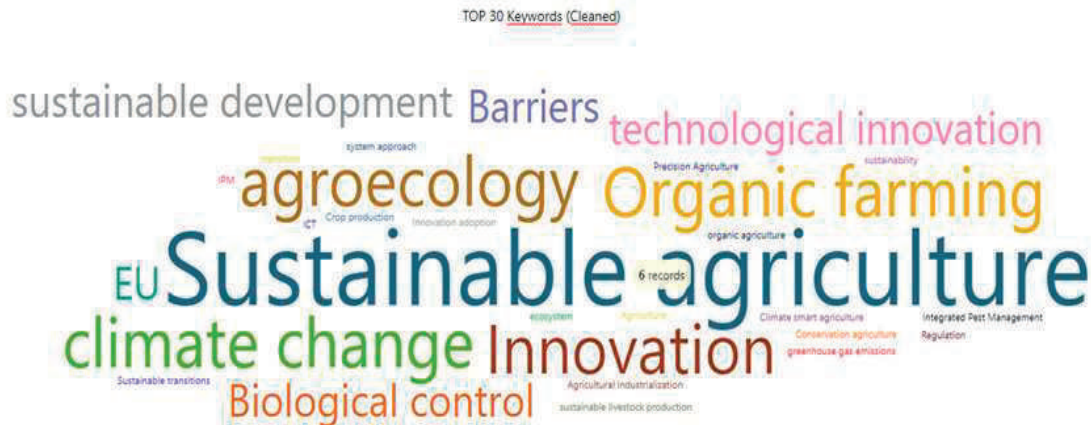 TOP 30 Keywords (Cleaned)
sustainable development Barriers
technological innovation
system approach
Precision Agriculture
sustainability
IPM
agroecology
Organic farming
ICT
Crop production
Innovation adoption
organic agriculture
EU
Sustainable agriculture
6 records
ecosystem
Agriculture
Climate smart agriculture
Integrated Pest Management
climate change
Innovation
Conservation agriculture
Regulation
greenhouse gas emissions
Sustainable transitions
Biological control
Agricultural Industrialization
sustainable livestock production